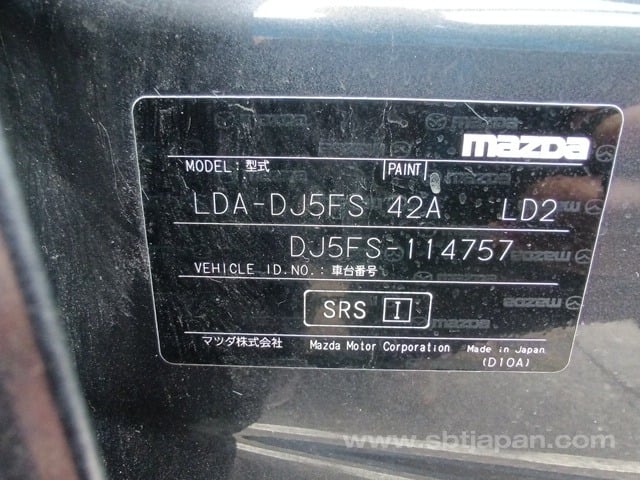 mazda
MODEL:型式 PAINT
LDA-DJ5FS 42A LD2
DJ5FS-114757
VEHICLE ID.NO.:車台番号
SRS I
マツダ株式会社 Mazda Motor Corporation Made in Japan
(D10A)
www.sbtjapan.com